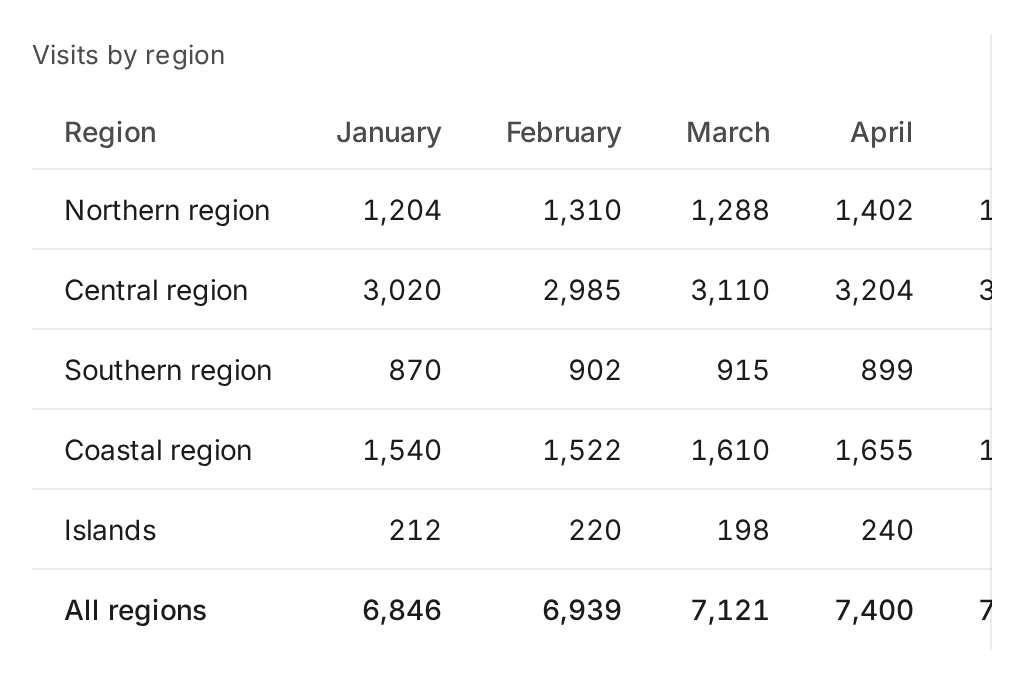 Visits by region
Region January February March April
Northern region 1,204 1,310 1,288 1,402
Central region 3,020 2,985 3,110 3,204
Southern region 870 902 915 899
Coastal region 1,540 1,522 1,610 1,655
Islands 212 220 198 240
All regions 6,846 6,939 7,121 7,400